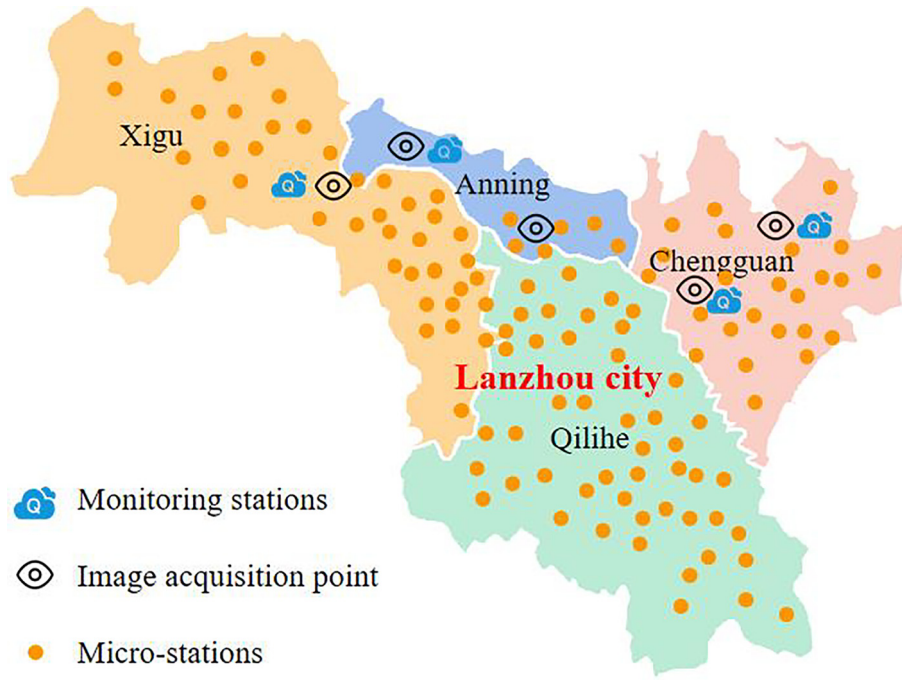 Xigu
Anning
Chengguan
Lanzhou city
Qilihe
Q Monitoring stations
Image acquisition point
Micro-stations